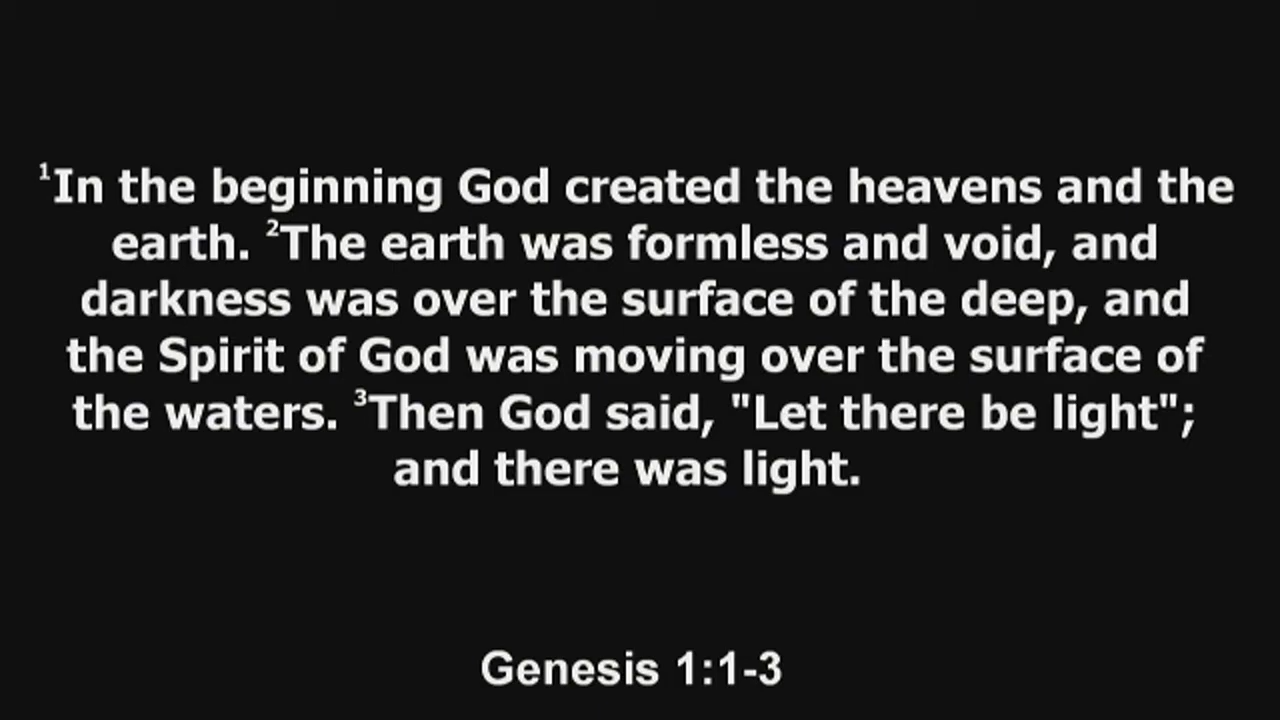 ¹In the beginning God created the heavens and the
earth. ²The earth was formless and void, and
darkness was over the surface of the deep, and
the Spirit of God was moving over the surface of
the waters. ³Then God said, "Let there be light";
and there was light.
Genesis 1:1-3